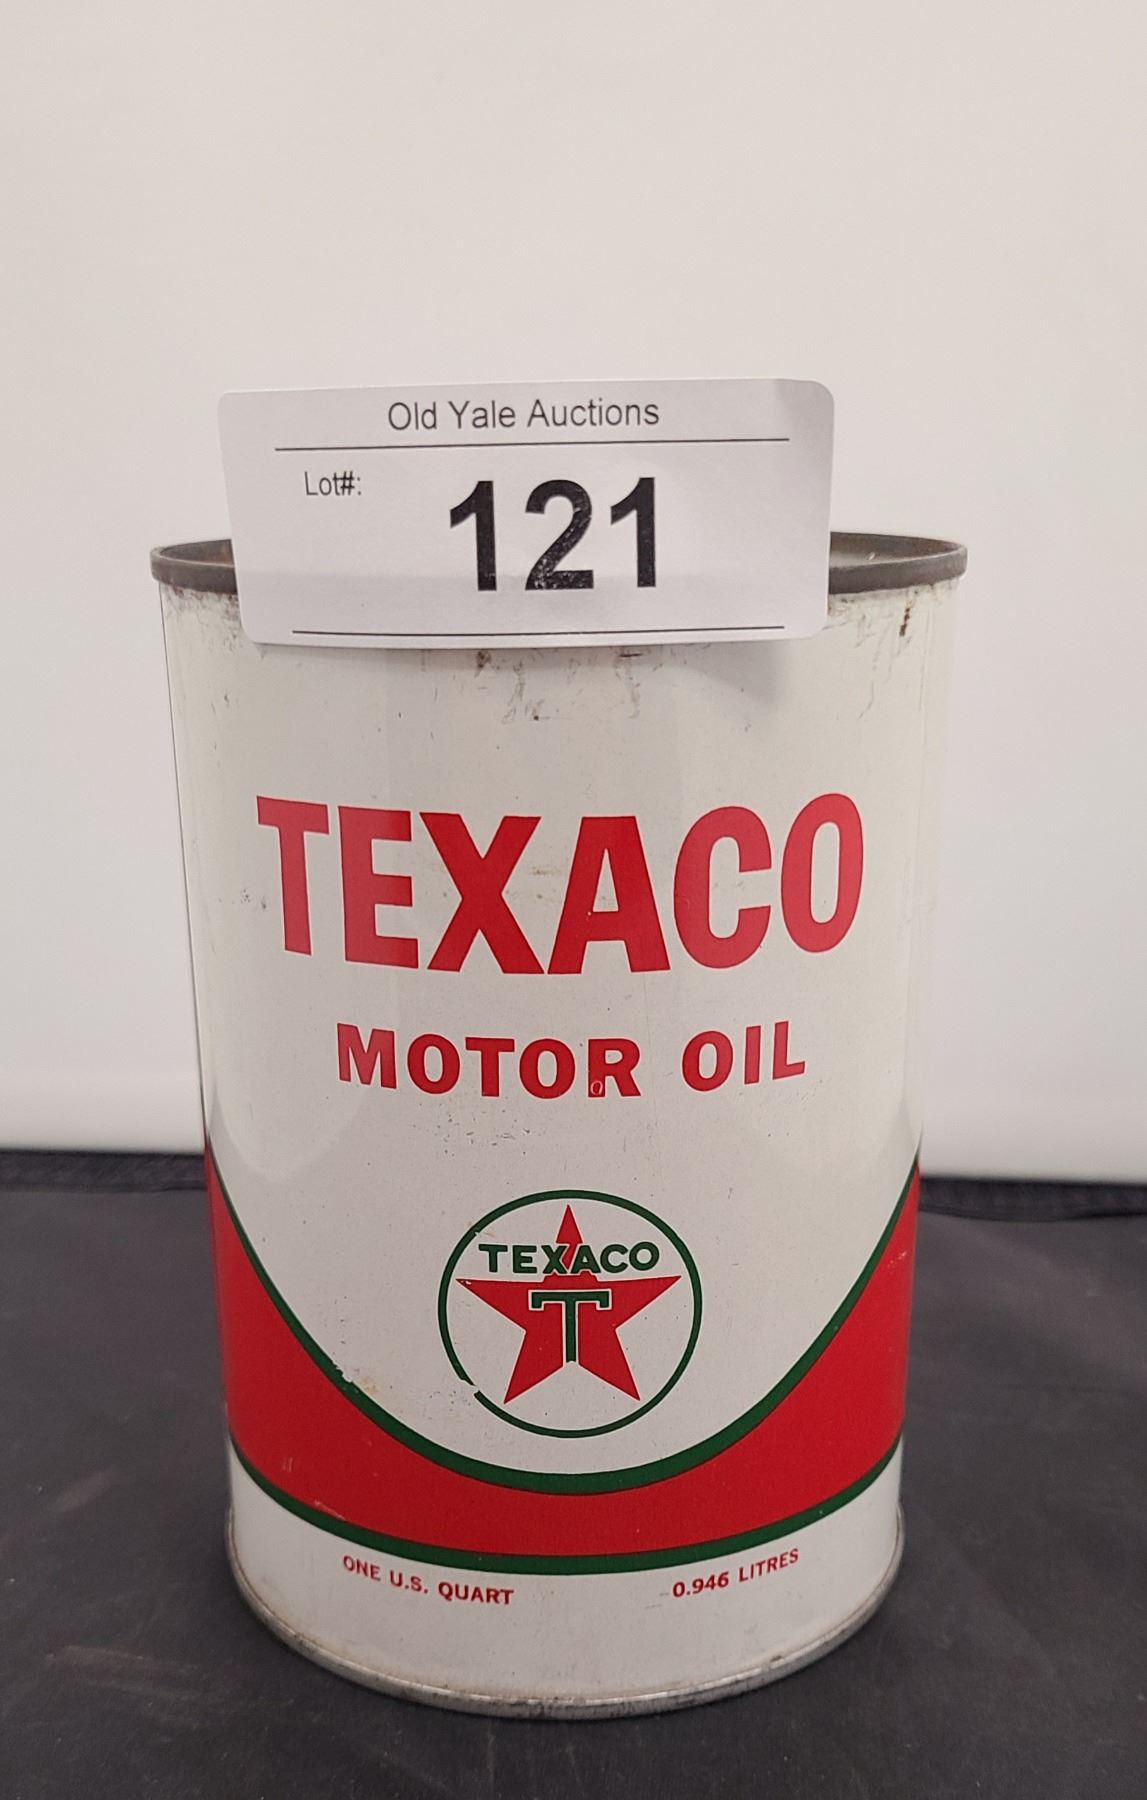 Old Yale Auctions
Lot#:
121
TEXACO
MOTOR OIL
TEXACO
T
ONE U.S. QUART
0.946 LITRES